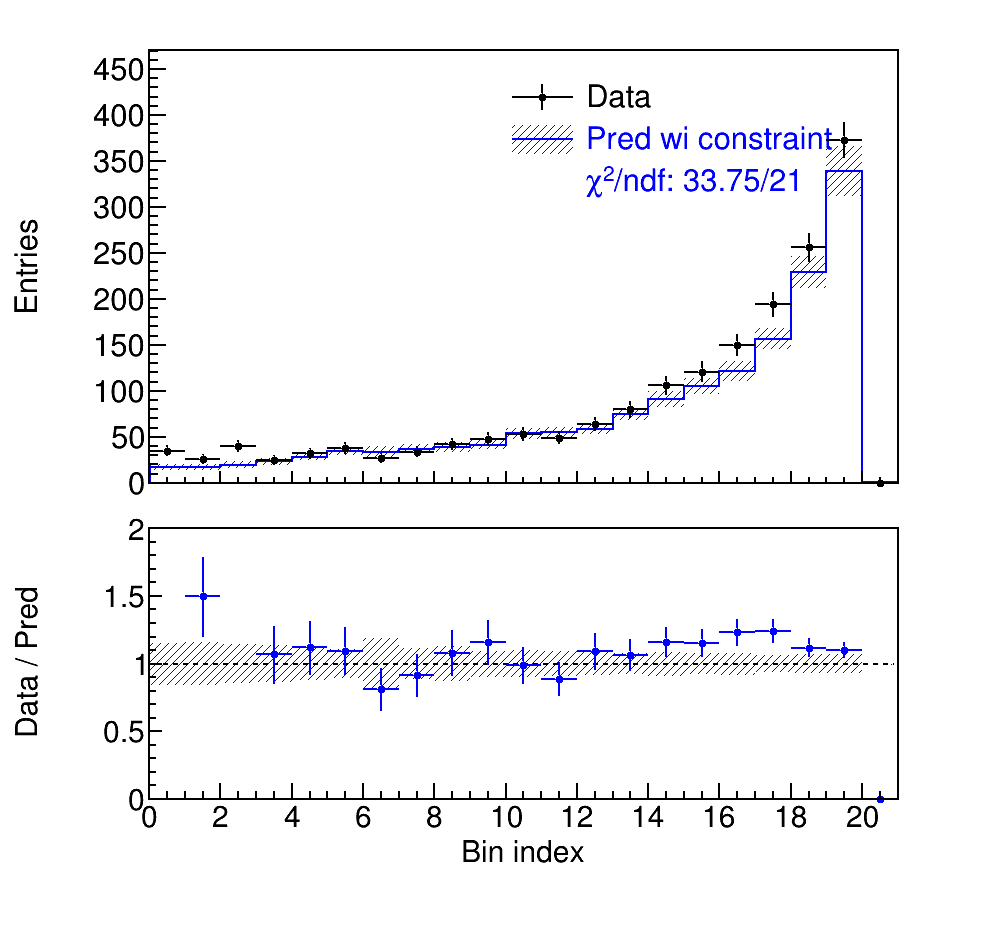 Entries
450
400
350
300
250
200
150
100
50
0
Data
Pred wi constraint
χ²/ndf: 33.75/21
Data / Pred
2
1.5
1
0.5
0
0 2 4 6 8 10 12 14 16 18 20
Bin index